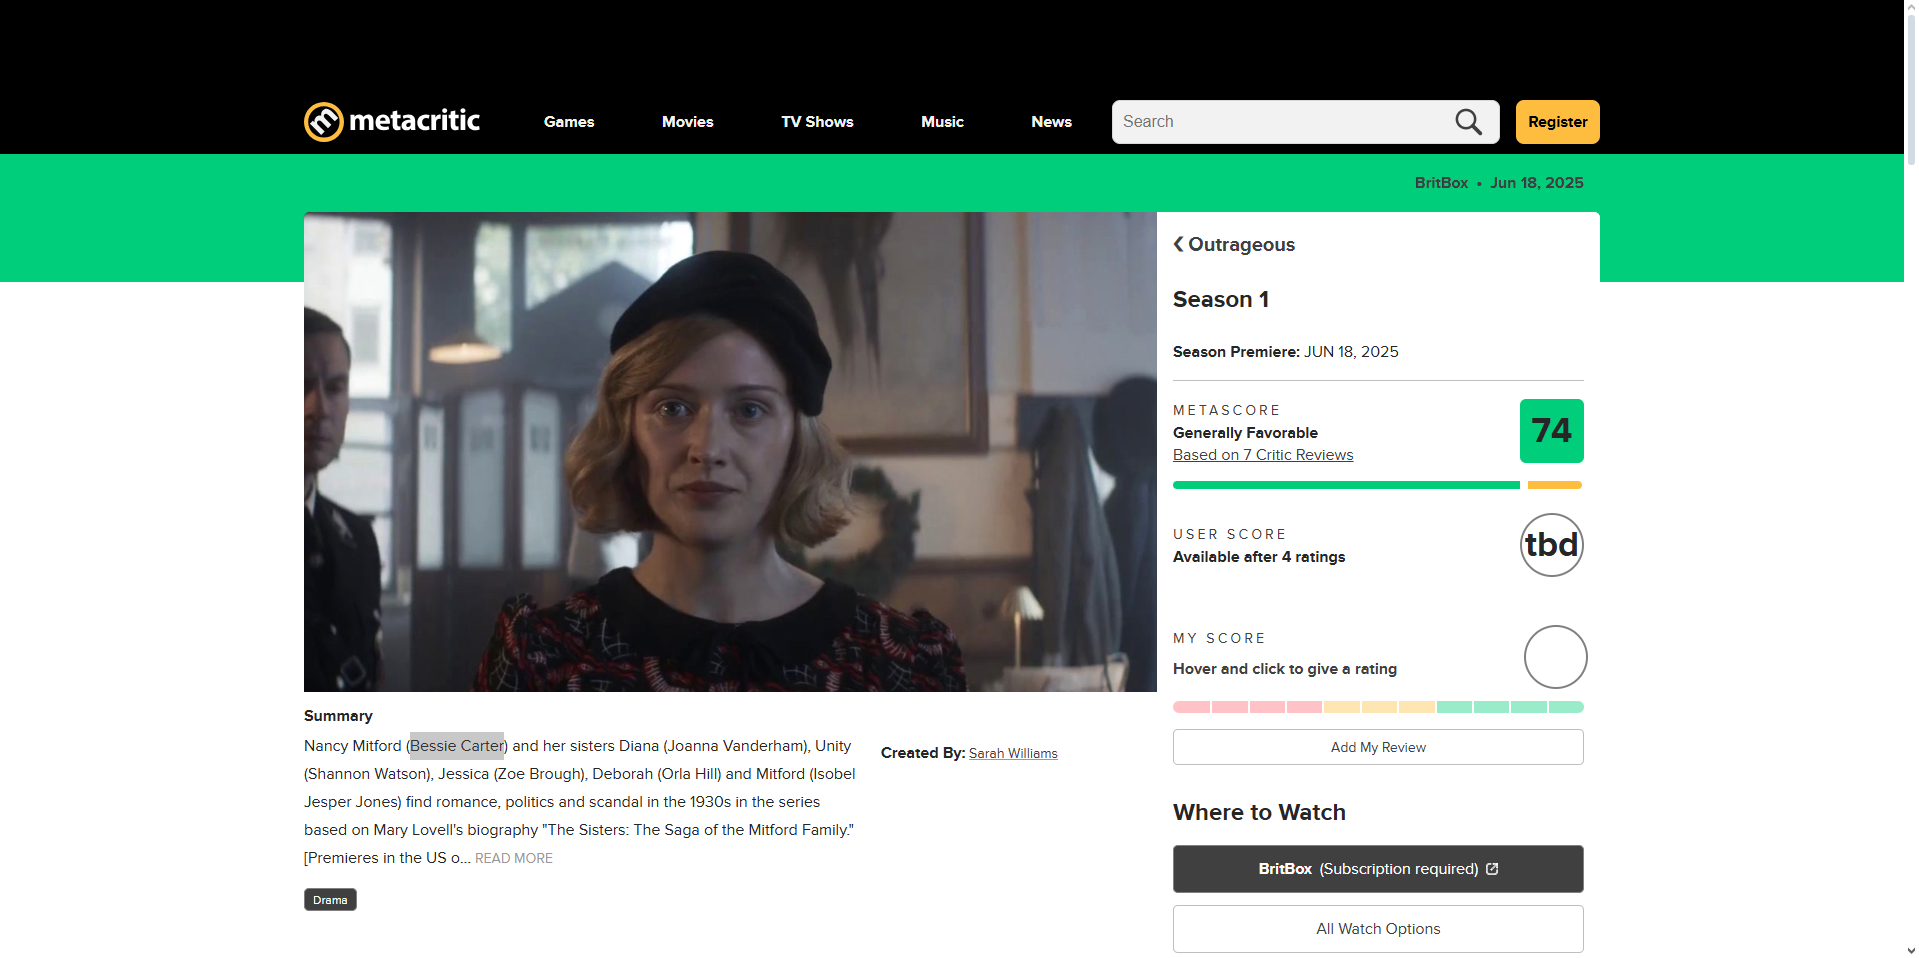 metacritic
Games
Movies
TV Shows
Music
News
Search
Register
BritBox • Jun 18, 2025
Outrageous
Season 1
Season Premiere: JUN 18, 2025
METASCORE
Generally Favorable
Based on 7 Critic Reviews
74
USER SCORE
Available after 4 ratings
tbd
MY SCORE
Hover and click to give a rating
Add My Review
Where to Watch
BritBox (Subscription required)
All Watch Options
Summary
Nancy Mitford (Bessie Carter) and her sisters Diana (Joanna Vanderham), Unity
(Shannon Watson), Jessica (Zoe Brough), Deborah (Orla Hill) and Mitford (Isobel
Jesper Jones) find romance, politics and scandal in the 1930s in the series
based on Mary Lovell's biography "The Sisters: The Saga of the Mitford Family."
[Premieres in the US o... READ MORE
Created By: Sarah Williams
Drama